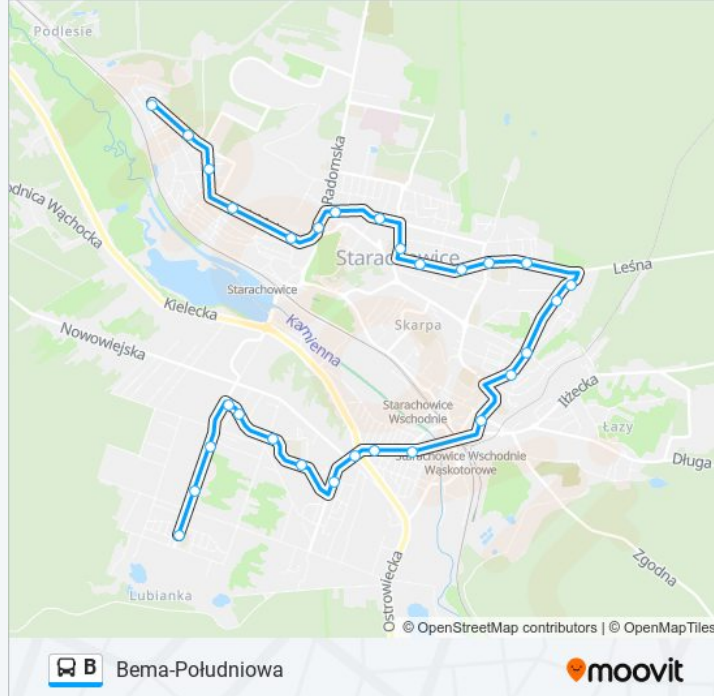 Podlesie
Radomska
odnica Wąchocka
Starachowice
Leśna
Starachowice
Kielecka
Kamienna
Skarpa
Nowowiejska
Iłżecka
Starachowice
Wschodnie
Łazy
Starachowice Wschodnie
Wąskotorowe
Długa
Zgodna
Ostrowiecka
Lubianka
© OpenStreetMap contributors | © OpenMapTiles
B Bema-Południowa
moovit